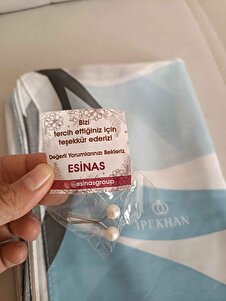 Bizi
tercih ettiğiniz için
teşekkür ederiz!
Değerli Yorumlarınızı Bekleriz
ESİNAS
@esinasgroup
İPEKHAN